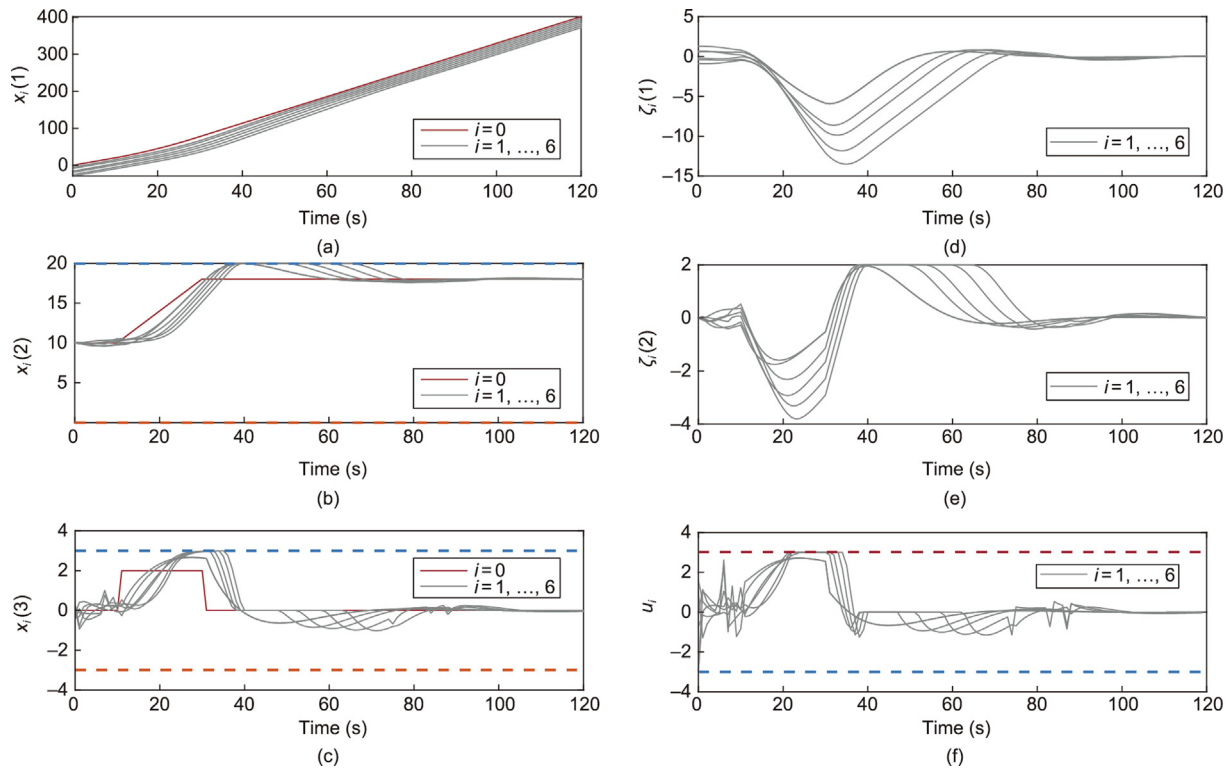 400
300
200
100
0
x_i(1)
i=0
i=1, …, 6
0
20
40
60
80
100
120
Time (s)
(a)
5
0
–5
–10
–15
ζ_i(1)
i=1, …, 6
0
20
40
60
80
100
120
Time (s)
(d)
20
15
10
5
x_i(2)
i=0
i=1, …, 6
0
20
40
60
80
100
120
Time (s)
(b)
2
0
–2
–4
ζ_i(2)
i=1, …, 6
0
20
40
60
80
100
120
Time (s)
(e)
4
2
0
–2
–4
x_i(3)
i=0
i=1, …, 6
0
20
40
60
80
100
120
Time (s)
(c)
4
2
0
–2
–4
u_i
i=1, …, 6
0
20
40
60
80
100
120
Time (s)
(f)